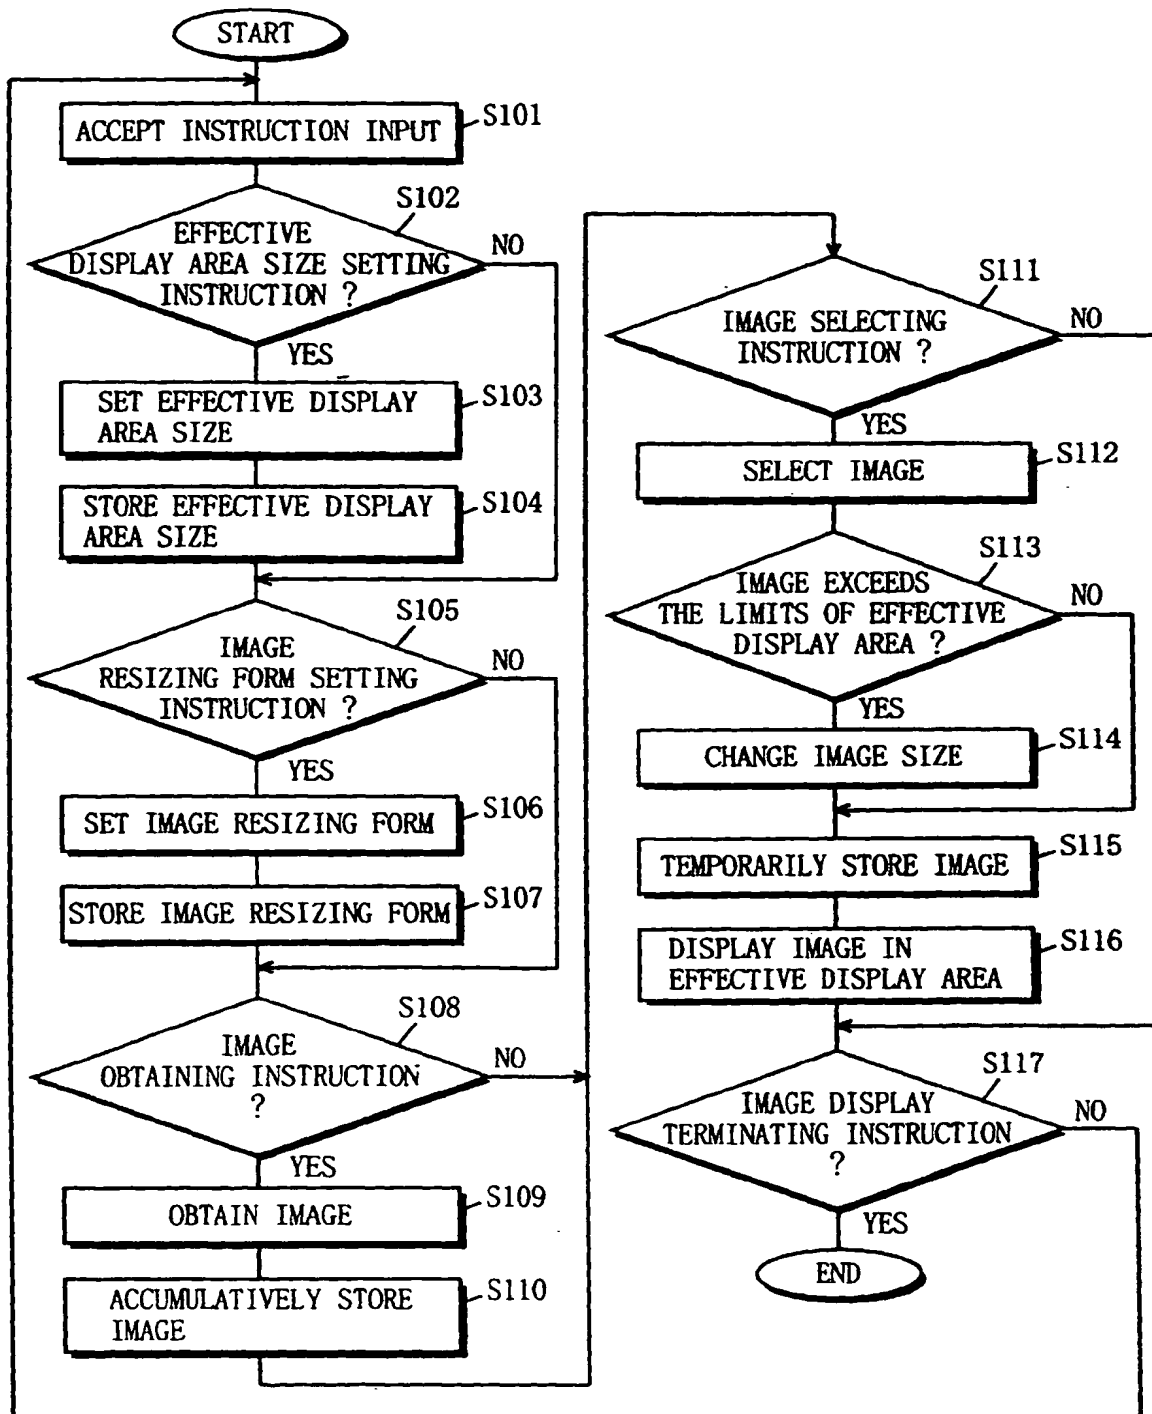 START
ACCEPT INSTRUCTION INPUT
S101
S102
EFFECTIVE
DISPLAY AREA SIZE SETTING
INSTRUCTION ?
NO
YES
SET EFFECTIVE DISPLAY
AREA SIZE
S103
STORE EFFECTIVE DISPLAY
AREA SIZE
S104
S105
IMAGE
RESIZING FORM SETTING
INSTRUCTION ?
NO
YES
SET IMAGE RESIZING FORM
S106
STORE IMAGE RESIZING FORM
S107
S108
IMAGE
OBTAINING INSTRUCTION
?
NO
YES
OBTAIN IMAGE
S109
ACCUMULATIVELY STORE
IMAGE
S110
S111
IMAGE SELECTING
INSTRUCTION ?
NO
YES
SELECT IMAGE
S112
S113
IMAGE EXCEEDS
THE LIMITS OF EFFECTIVE
DISPLAY AREA ?
NO
YES
CHANGE IMAGE SIZE
S114
TEMPORARILY STORE IMAGE
S115
DISPLAY IMAGE IN
EFFECTIVE DISPLAY AREA
S116
S117
IMAGE DISPLAY
TERMINATING INSTRUCTION
?
NO
YES
END